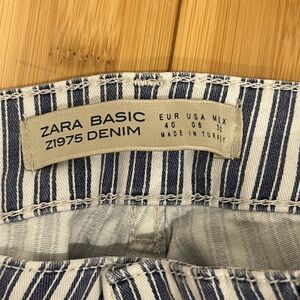 ZARA BASIC
Z1975 DENIM
EUR USA MEX
40 08 30
MADE IN TURKEY